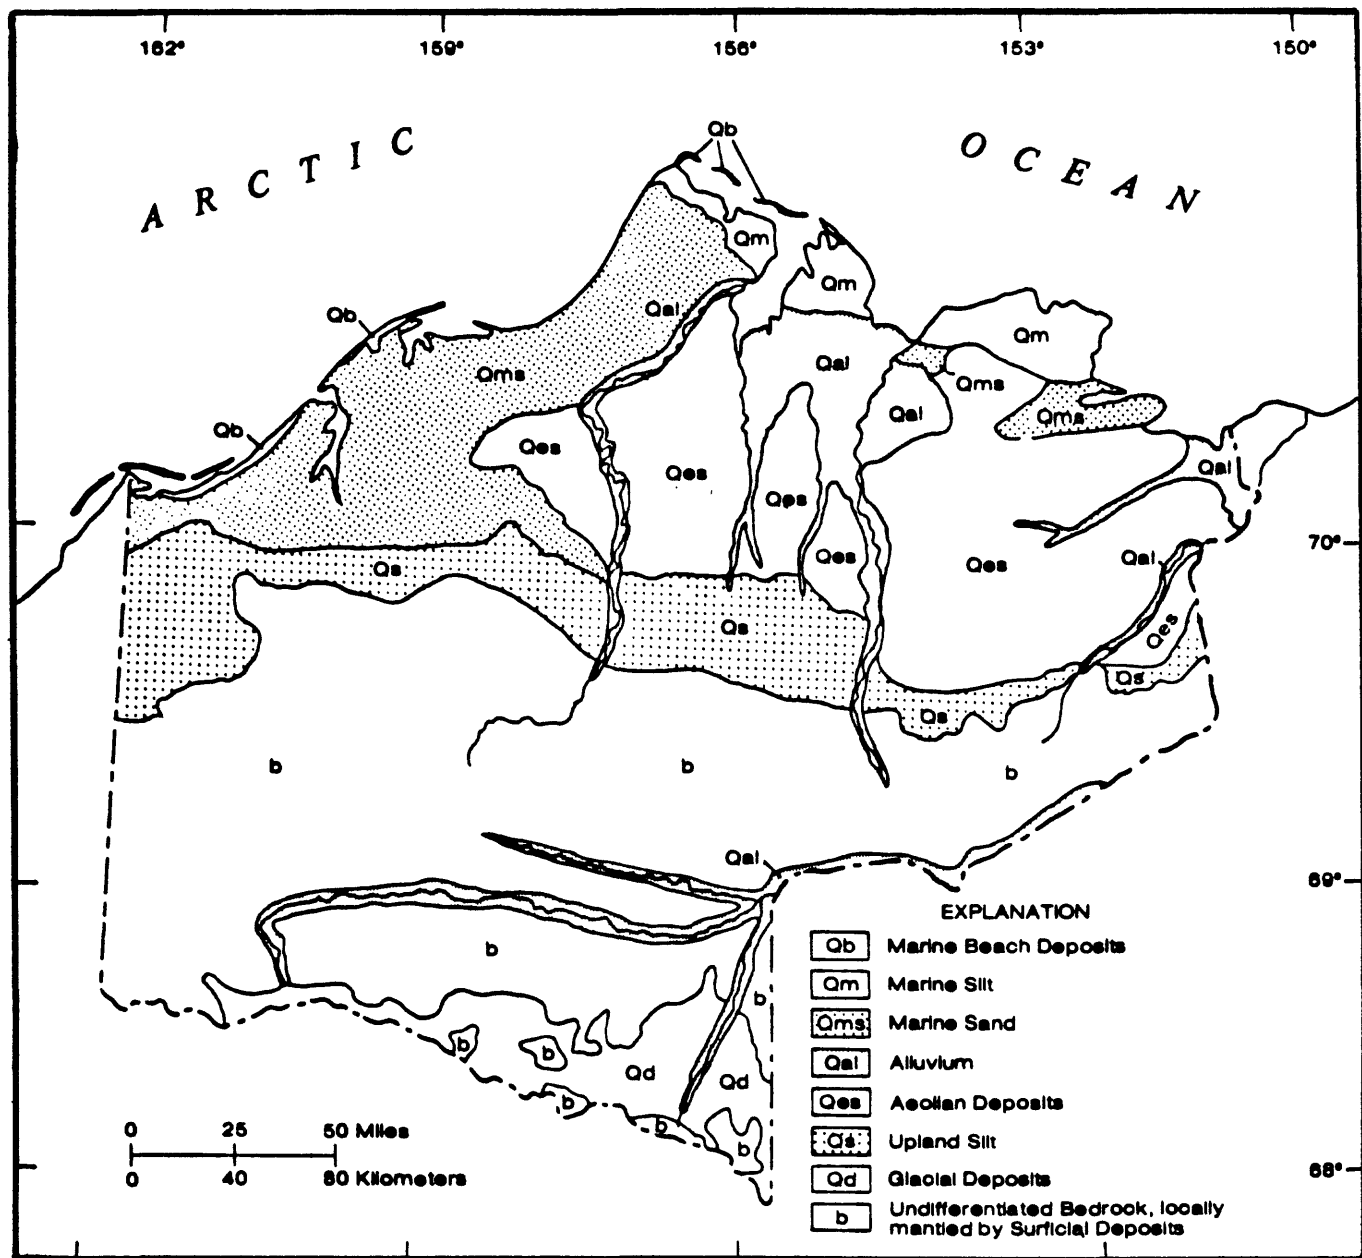 162°
159°
156°
153°
150°
ARCTIC
OCEAN
Qb
Qm
Qm
Qal
Qb
Qm
Qal
Qms
Qms
Qal
Qms
Qb
Qes
Qal
Qes
Qes
70°
Qes
Qes
Qal
Qs
Qs
Qes
Qs
Qs
b
b
b
Qal
69°
EXPLANATION
Qb Marine Beach Deposits
b
Qm Marine Silt
b
Qms Marine Sand
b
b
Qal Alluvium
Qd
Qd
b
Qes Aeolian Deposits
b
0 25 50 Miles
b
Qs Upland Silt
0 40 80 Kilometers
Qd Glacial Deposits
68°
b Undifferentiated Bedrock, locally
mantled by Surficial Deposits